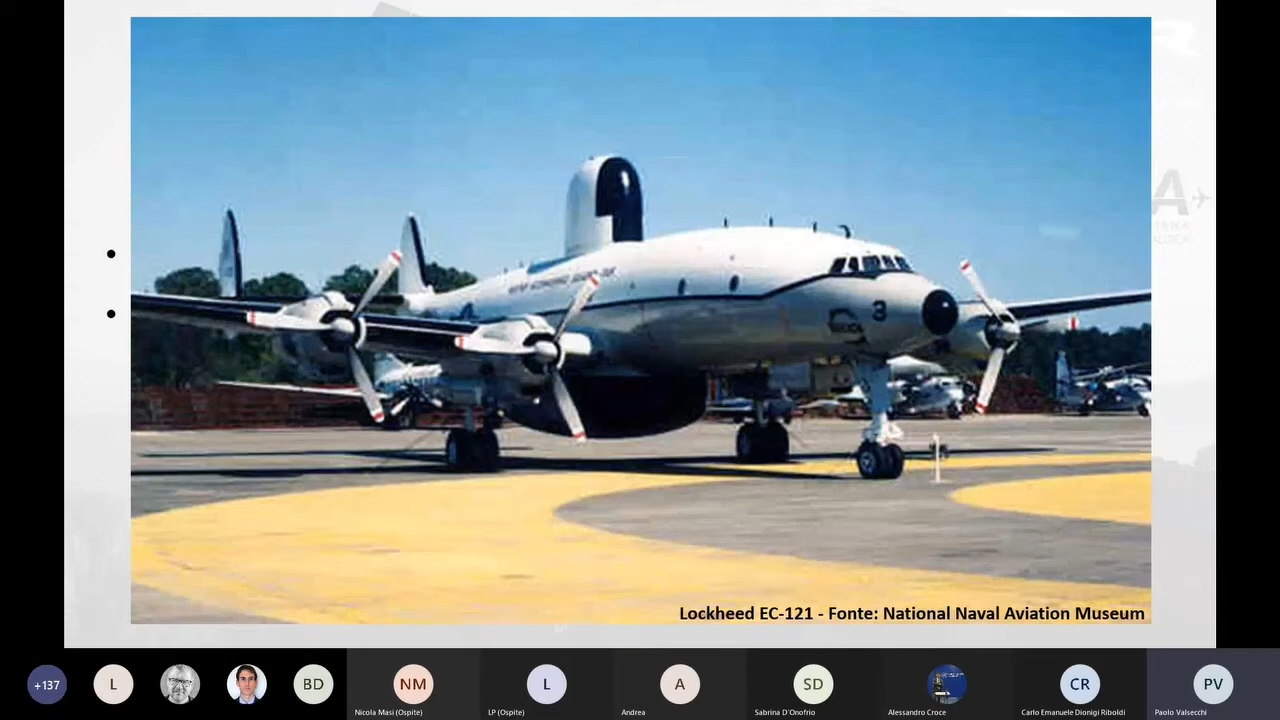 3
Lockheed EC-121 - Fonte: National Naval Aviation Museum
+137
L
BD
NM
L
A
SD
CR
PV
Nicola Masi (Ospite)
LP (Ospite)
Andrea
Sabrina D'Onofrio
Alessandro Croce
Carlo Emanuele Dionigi Riboldi
Paolo Valsecchi